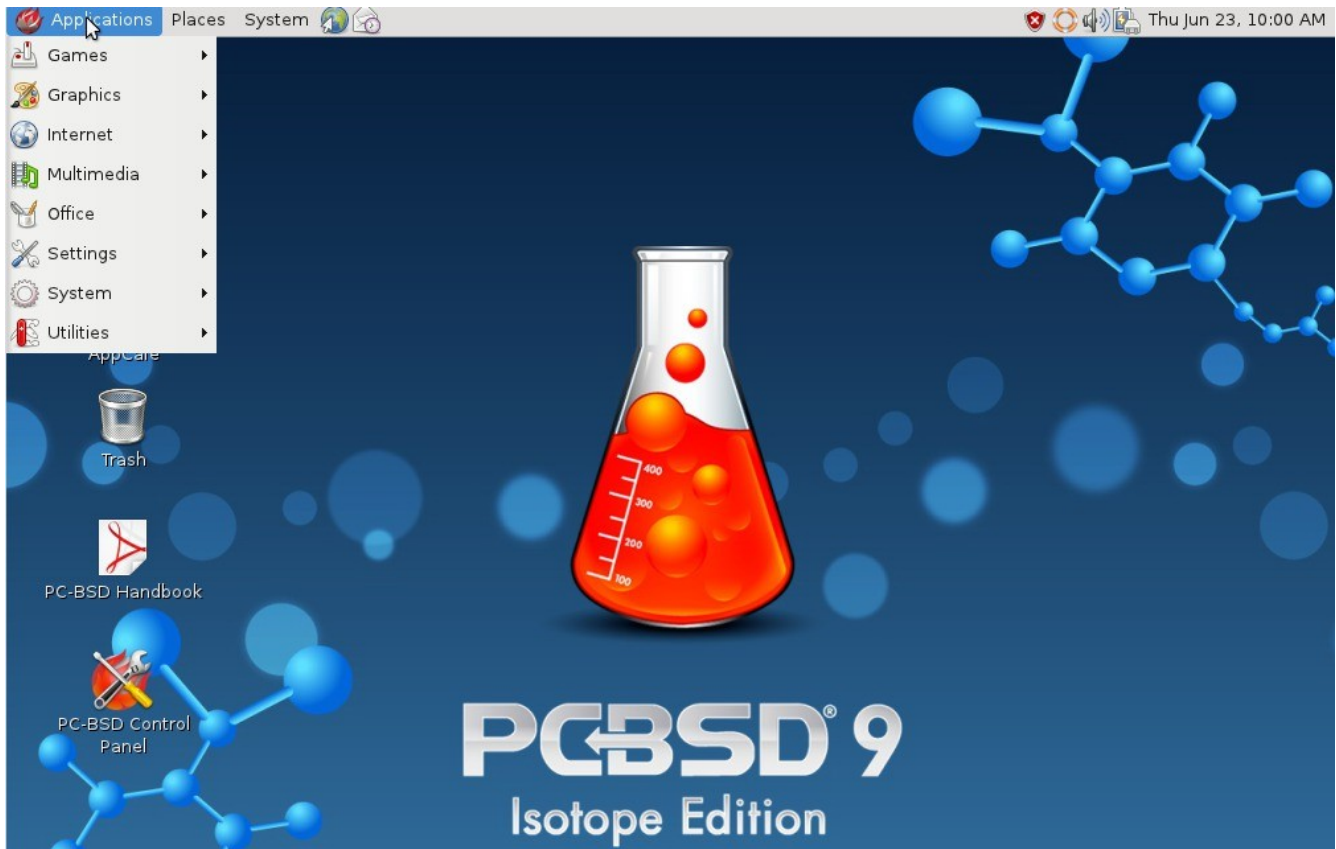 Applications Places System Thu Jun 23, 10:00 AM
Games
Graphics
Internet
Multimedia
Office
Settings
System
Utilities
AppCafe
Trash
PC-BSD Handbook
PC-BSD Control
Panel
400
300
200
100
PCBSD® 9
Isotope Edition